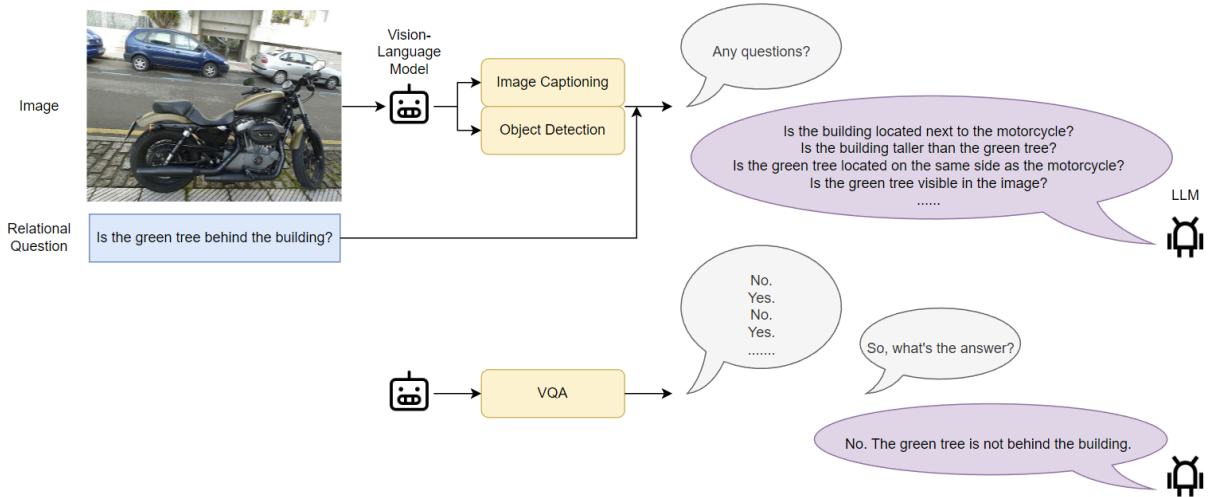 Image
Vision-
Language
Model
Image Captioning
Object Detection
Any questions?
Is the building located next to the motorcycle?
Is the building taller than the green tree?
Is the green tree located on the same side as the motorcycle?
Is the green tree visible in the image?
......
LLM
Relational
Question
Is the green tree behind the building?
No.
Yes.
No.
Yes.
.......
So, what's the answer?
VQA
No. The green tree is not behind the building.